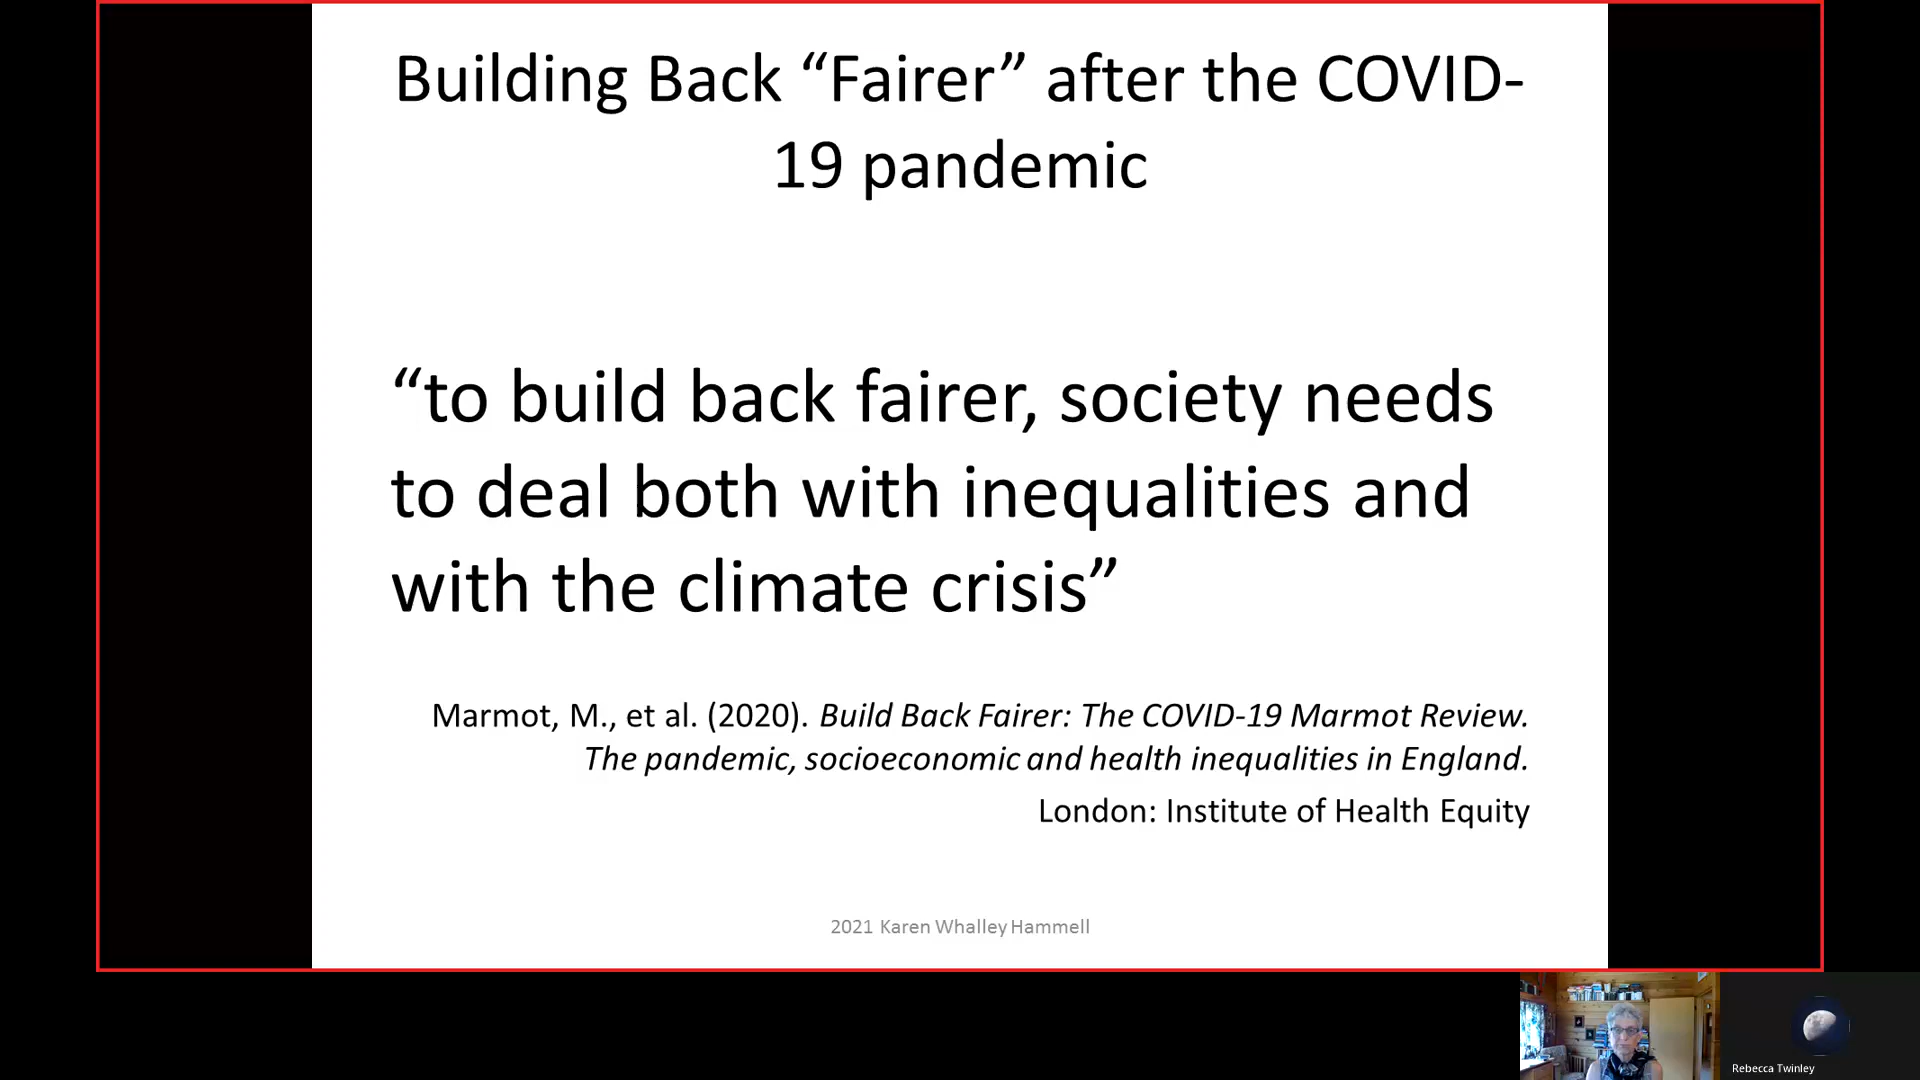 Building Back “Fairer” after the COVID-
19 pandemic
“to build back fairer, society needs
to deal both with inequalities and
with the climate crisis”
Marmot, M., et al. (2020). Build Back Fairer: The COVID-19 Marmot Review.
The pandemic, socioeconomic and health inequalities in England.
London: Institute of Health Equity
2021 Karen Whalley Hammell
Rebecca Twinley